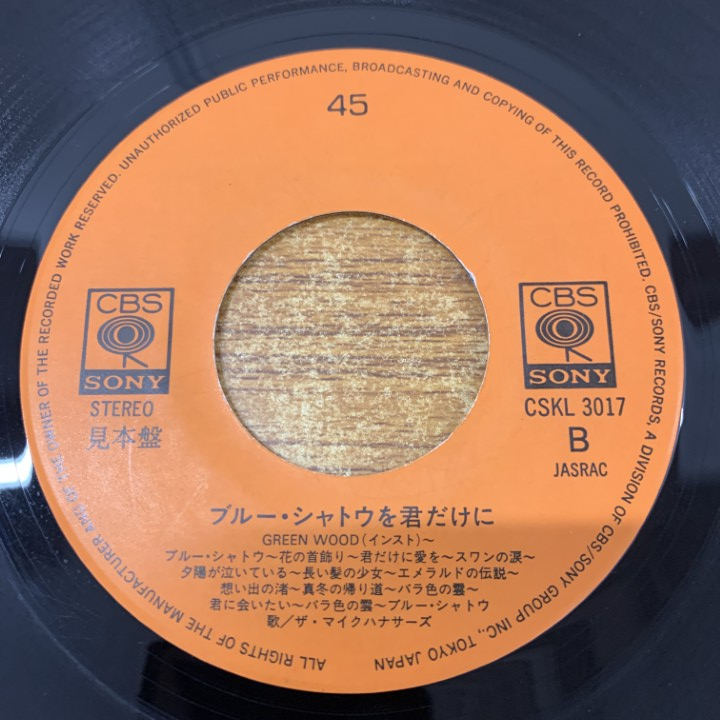 45
UNAUTHORIZED PUBLIC PERFORMANCE, BROADCASTING AND COPYING OF THIS RECORD PROHIBITED. CBS/SONY RECORDS, A DIVISION OF CBS/SONY GROUP INC., TOKYO JAPAN
ALL RIGHTS OF THE MANUFACTURER AND OF THE OWNER OF THE RECORDED WORK RESERVED.
CBS
SONY
STEREO
見本盤
CBS
SONY
CSKL 3017
B
JASRAC
ブルー・シャトウを君だけに
GREEN WOOD(インスト)~
ブルー・シャトウ~花の首飾り~君だけに愛を~スワンの涙~
夕陽が泣いている~長い髪の少女~エメラルドの伝説~
想い出の渚~真冬の帰り道~バラ色の雲~
君に会いたい~バラ色の雲~ブルー・シャトウ
歌/ザ・マイクハナサーズ